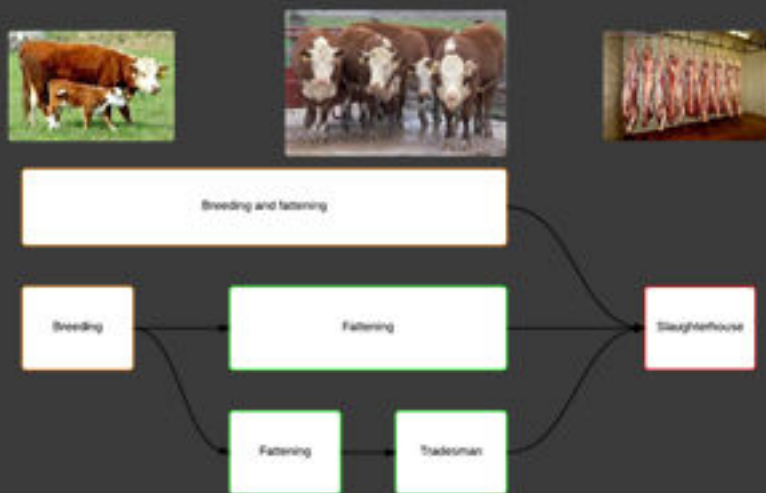 Breeding and fattening
Breeding
Fattening
Slaughterhouse
Fattening
Tradesman